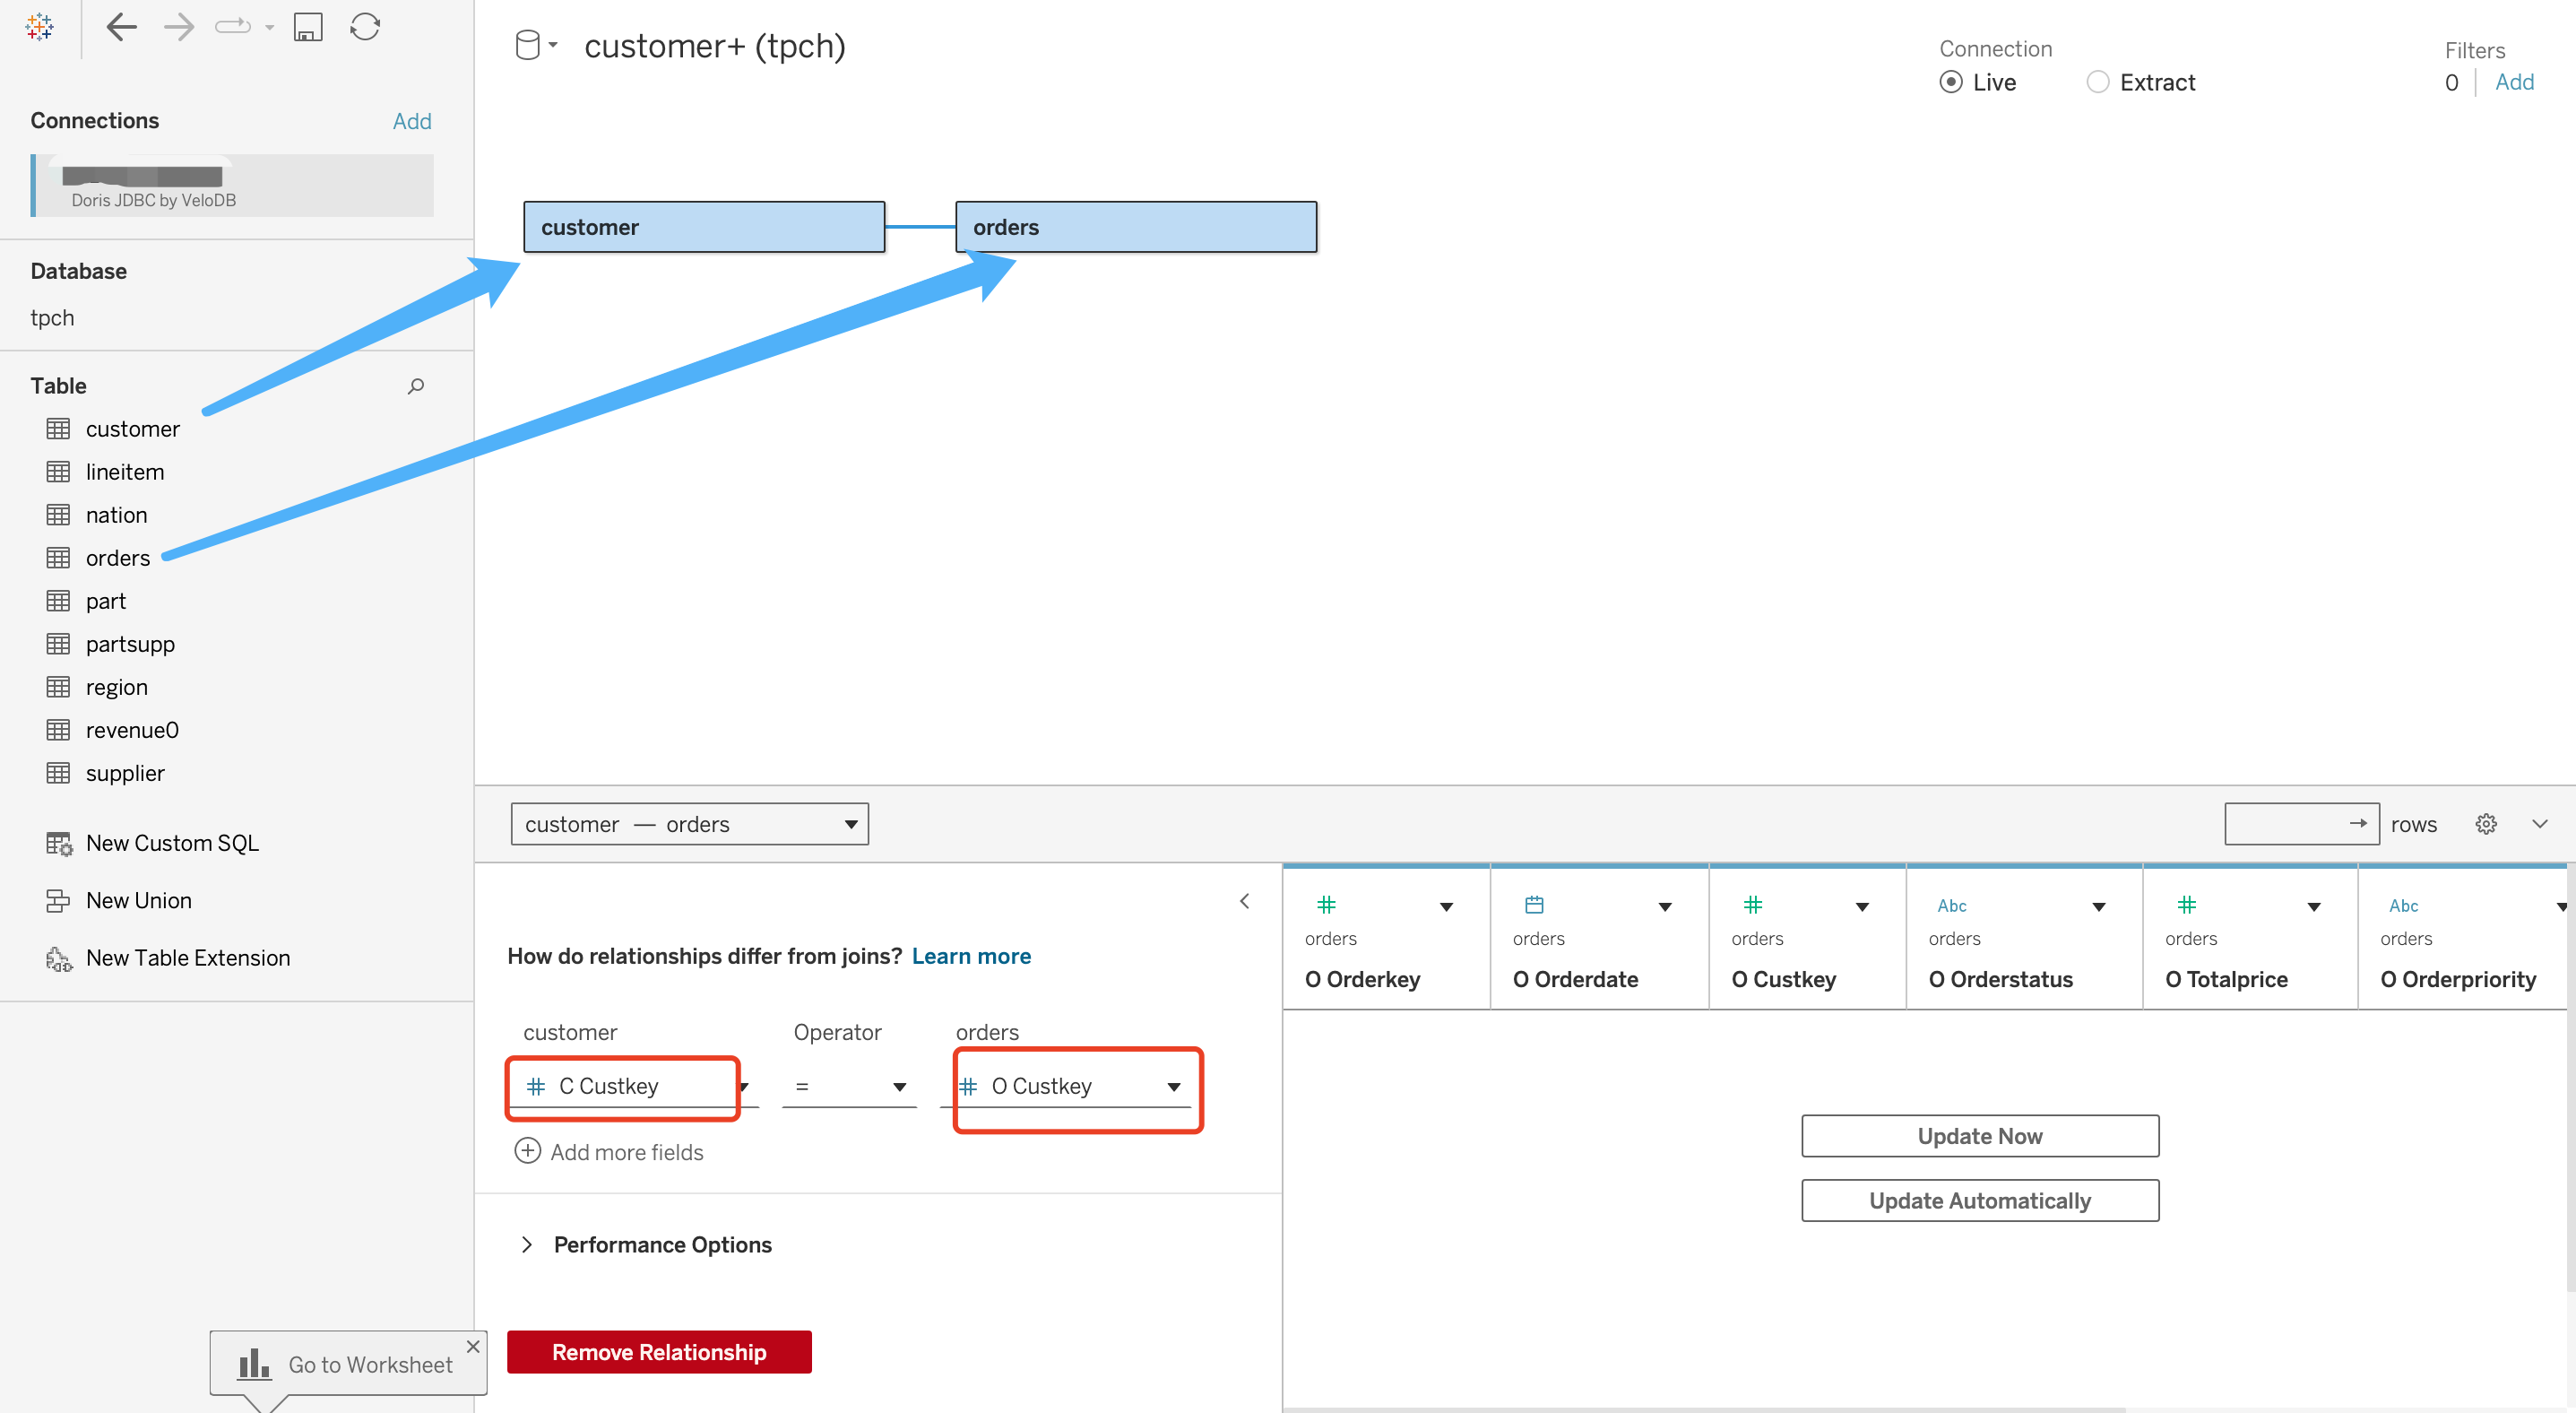 customer+ (tpch)
Connection
Live
Extract
Filters
0
Add
Connections
Add
Doris JDBC by VeloDB
Database
tpch
Table
customer
lineitem
nation
orders
part
partsupp
region
revenue0
supplier
New Custom SQL
New Union
New Table Extension
customer
orders
customer — orders
rows
How do relationships differ from joins? Learn more
customer
Operator
orders
C Custkey
=
O Custkey
Add more fields
Performance Options
Remove Relationship
Go to Worksheet
orders
O Orderkey
orders
O Orderdate
orders
O Custkey
Abc
orders
O Orderstatus
orders
O Totalprice
Abc
orders
O Orderpriority
Update Now
Update Automatically